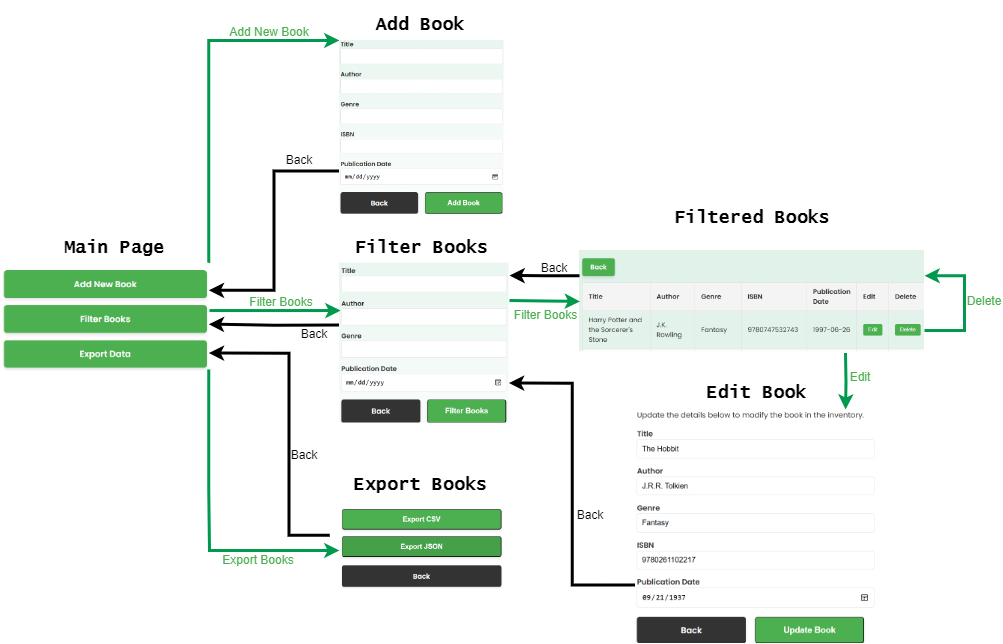 Add Book
Add New Book
Title
Author
Genre
ISBN
Publication Date
mm/dd/yyyy
Back
Back
Add Book
Main Page
Add New Book
Filter Books
Export Data
Filter Books
Filter Books
Back
Title
Author
Genre
Publication Date
mm/dd/yyyy
Back
Filter Books
Filtered Books
Back
Filter Books
Back
Title Author Genre ISBN Publication Date Edit Delete
Harry Potter and the Sorcerer's Stone J.K. Rowling Fantasy 9780747532743 1997-06-26 Edit Delete
Delete
Edit
Edit Book
Update the details below to modify the book in the inventory.
Title
The Hobbit
Author
J.R.R. Tolkien
Genre
Fantasy
ISBN
9780261102217
Publication Date
09/21/1937
Back
Update Book
Back
Back
Export Books
Export Books
Export CSV
Export JSON
Back